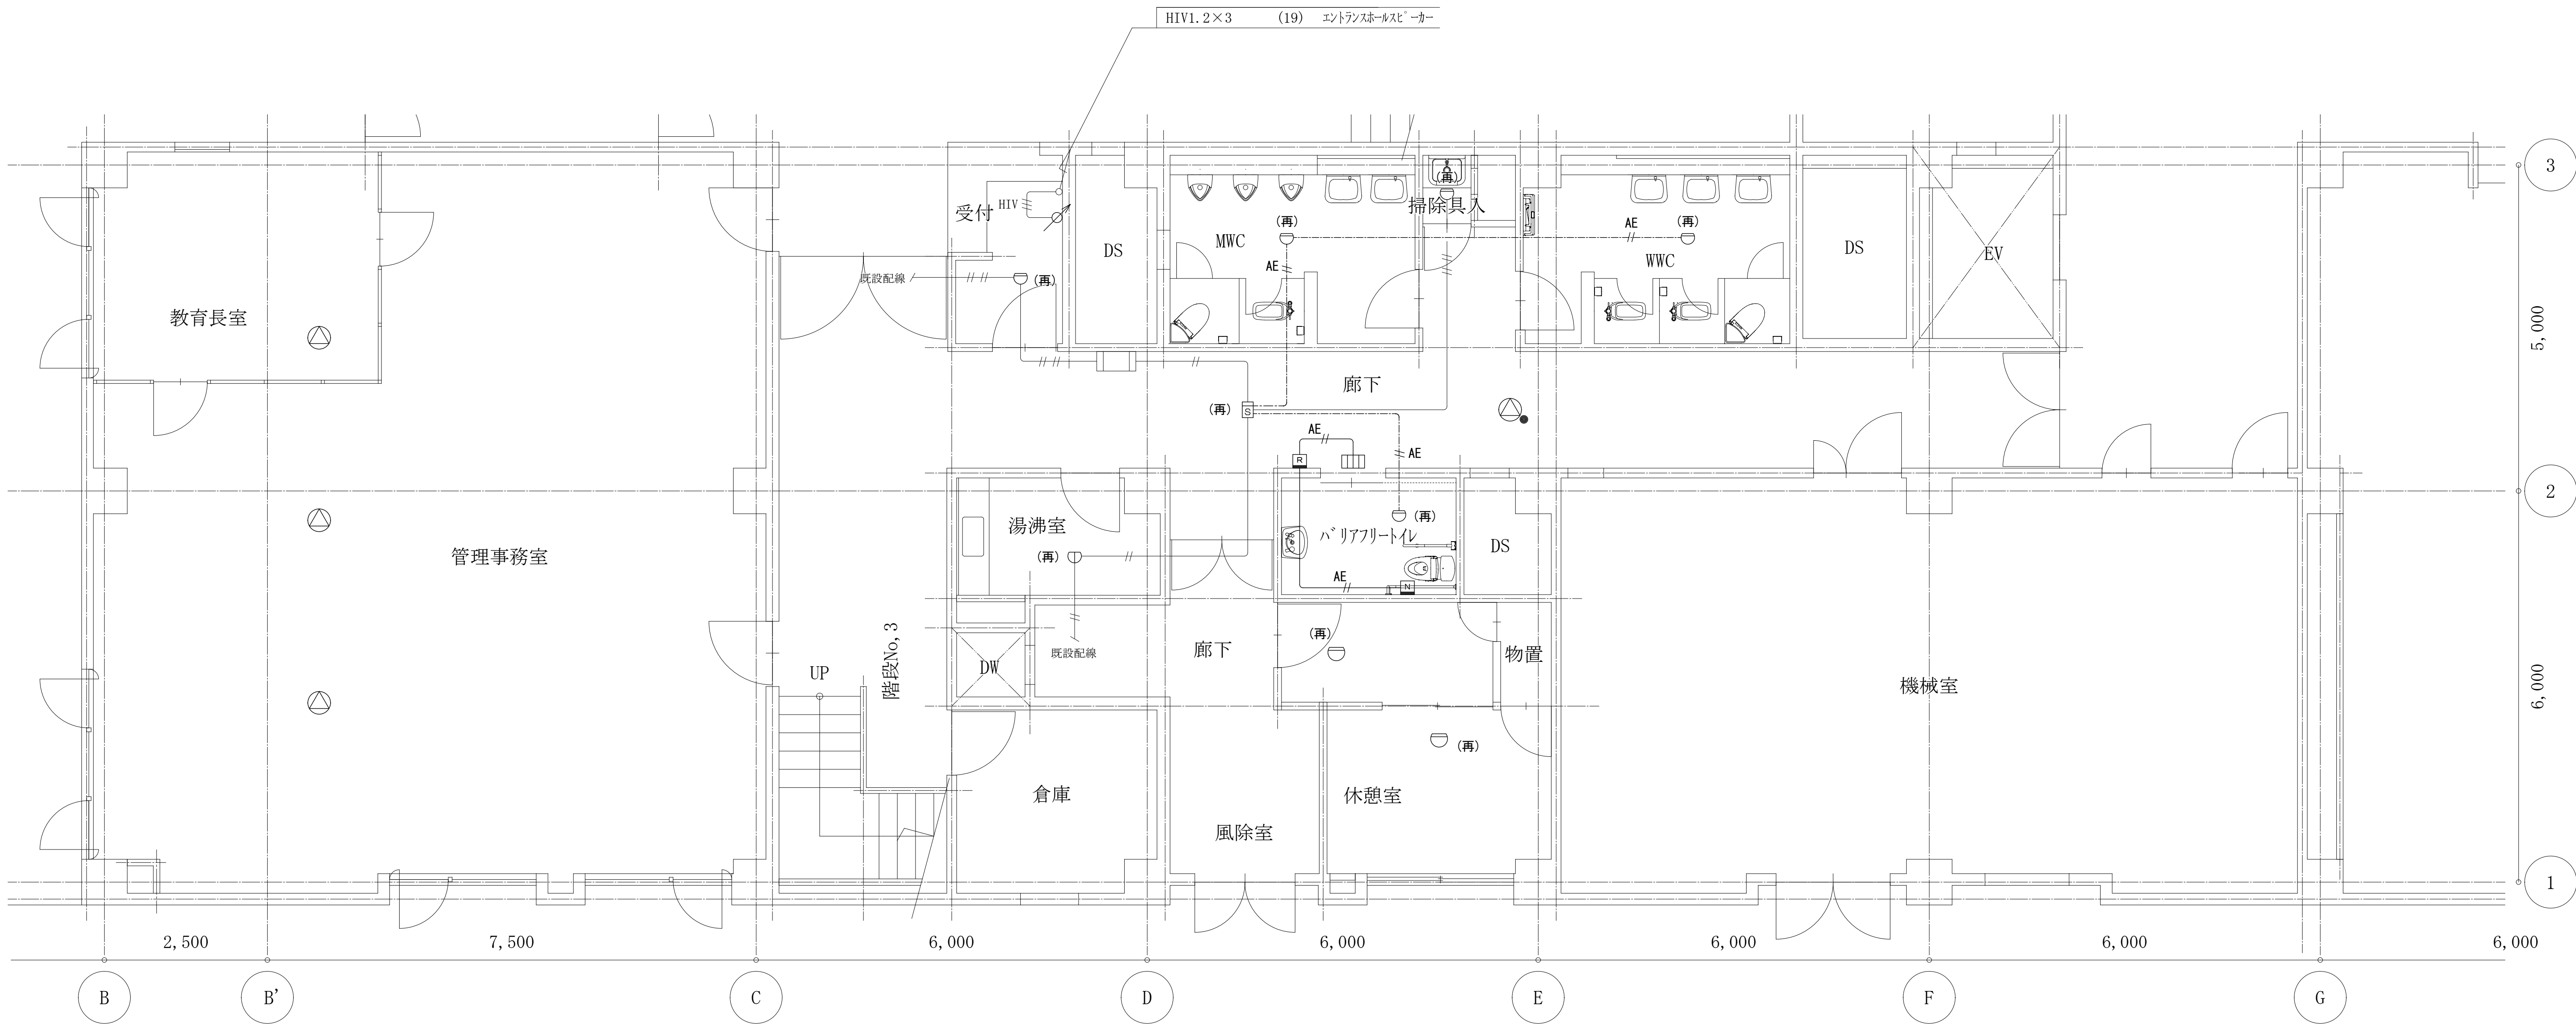 HIV1.2×3 (19) エントランスホールスピーカー
3
受付
HIV
(再)
掃除具入
(再)
AE
(再)
MWC
DS
DS
WWC
EV
AE
既設配線
(再)
教育長室
5,000
廊下
(再)
S
AE
AE
R
2
湯沸室
(再)
(再)
バリアフリートイレ
DS
管理事務室
AE
N
階段No,3
(再)
廊下
既設配線
物置
DW
UP
機械室
6,000
(再)
倉庫
休憩室
風除室
1
2,500
7,500
6,000
6,000
6,000
6,000
6,000
B
B'
C
D
E
F
G